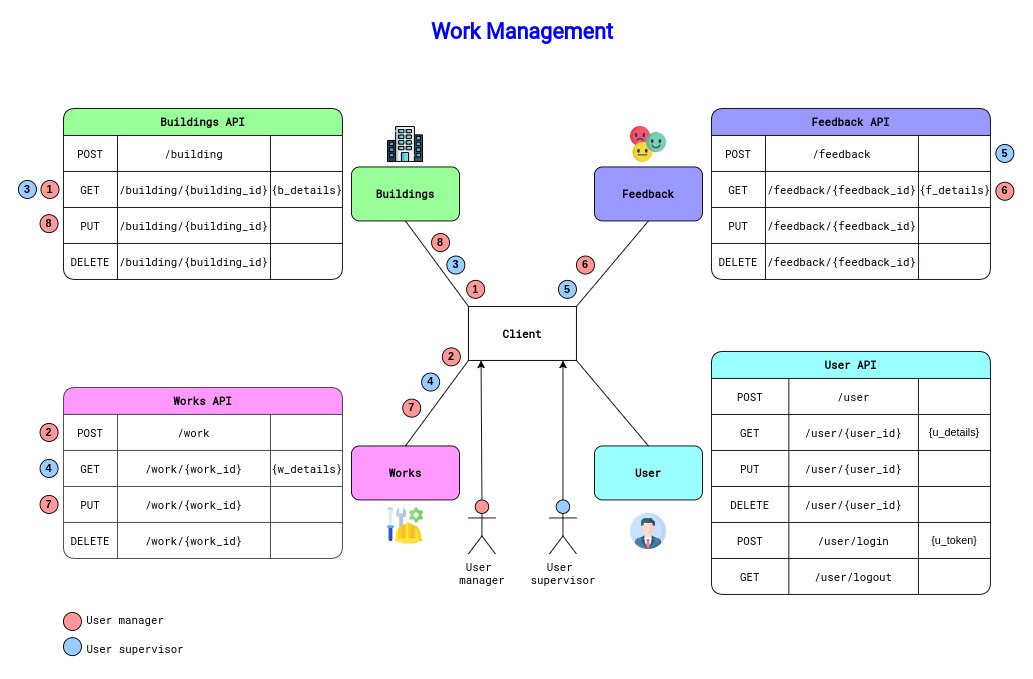 Work Management
Buildings API
POST /building
3 1 GET /building/{building_id} {b_details}
8 PUT /building/{building_id}
DELETE /building/{building_id}
Buildings
Feedback
Feedback API
POST /feedback 5
GET /feedback/{feedback_id} {f_details} 6
PUT /feedback/{feedback_id}
DELETE /feedback/{feedback_id}
8
3
1
6
5
Client
2
4
7
Works API
2 POST /work
4 GET /work/{work_id} {w_details}
7 PUT /work/{work_id}
DELETE /work/{work_id}
Works
User
User API
POST /user
GET /user/{user_id} {u_details}
PUT /user/{user_id}
DELETE /user/{user_id}
POST /user/login {u_token}
GET /user/logout
User
manager
User
supervisor
User manager
User supervisor